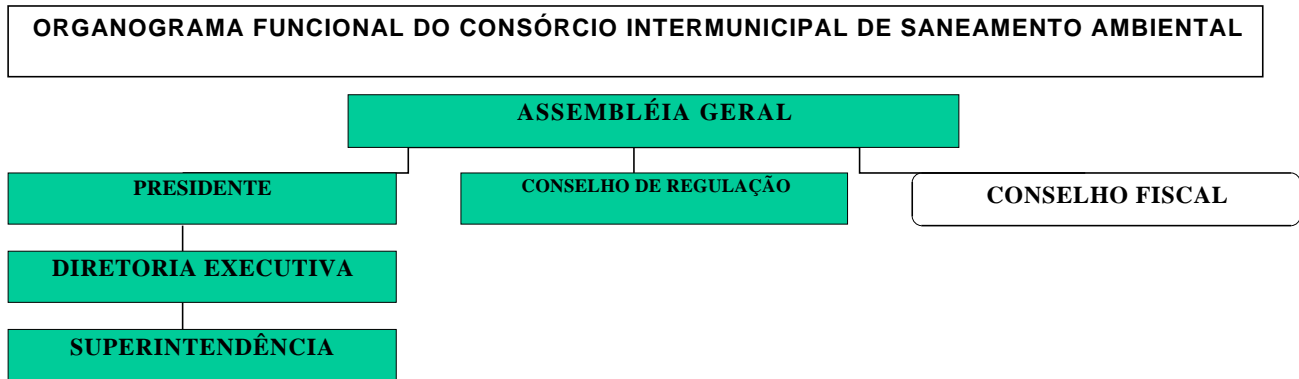 ORGANOGRAMA FUNCIONAL DO CONSÓRCIO INTERMUNICIPAL DE SANEAMENTO AMBIENTAL
ASSEMBLÉIA GERAL
PRESIDENTE
CONSELHO DE REGULAÇÃO
CONSELHO FISCAL
DIRETORIA EXECUTIVA
SUPERINTENDÊNCIA